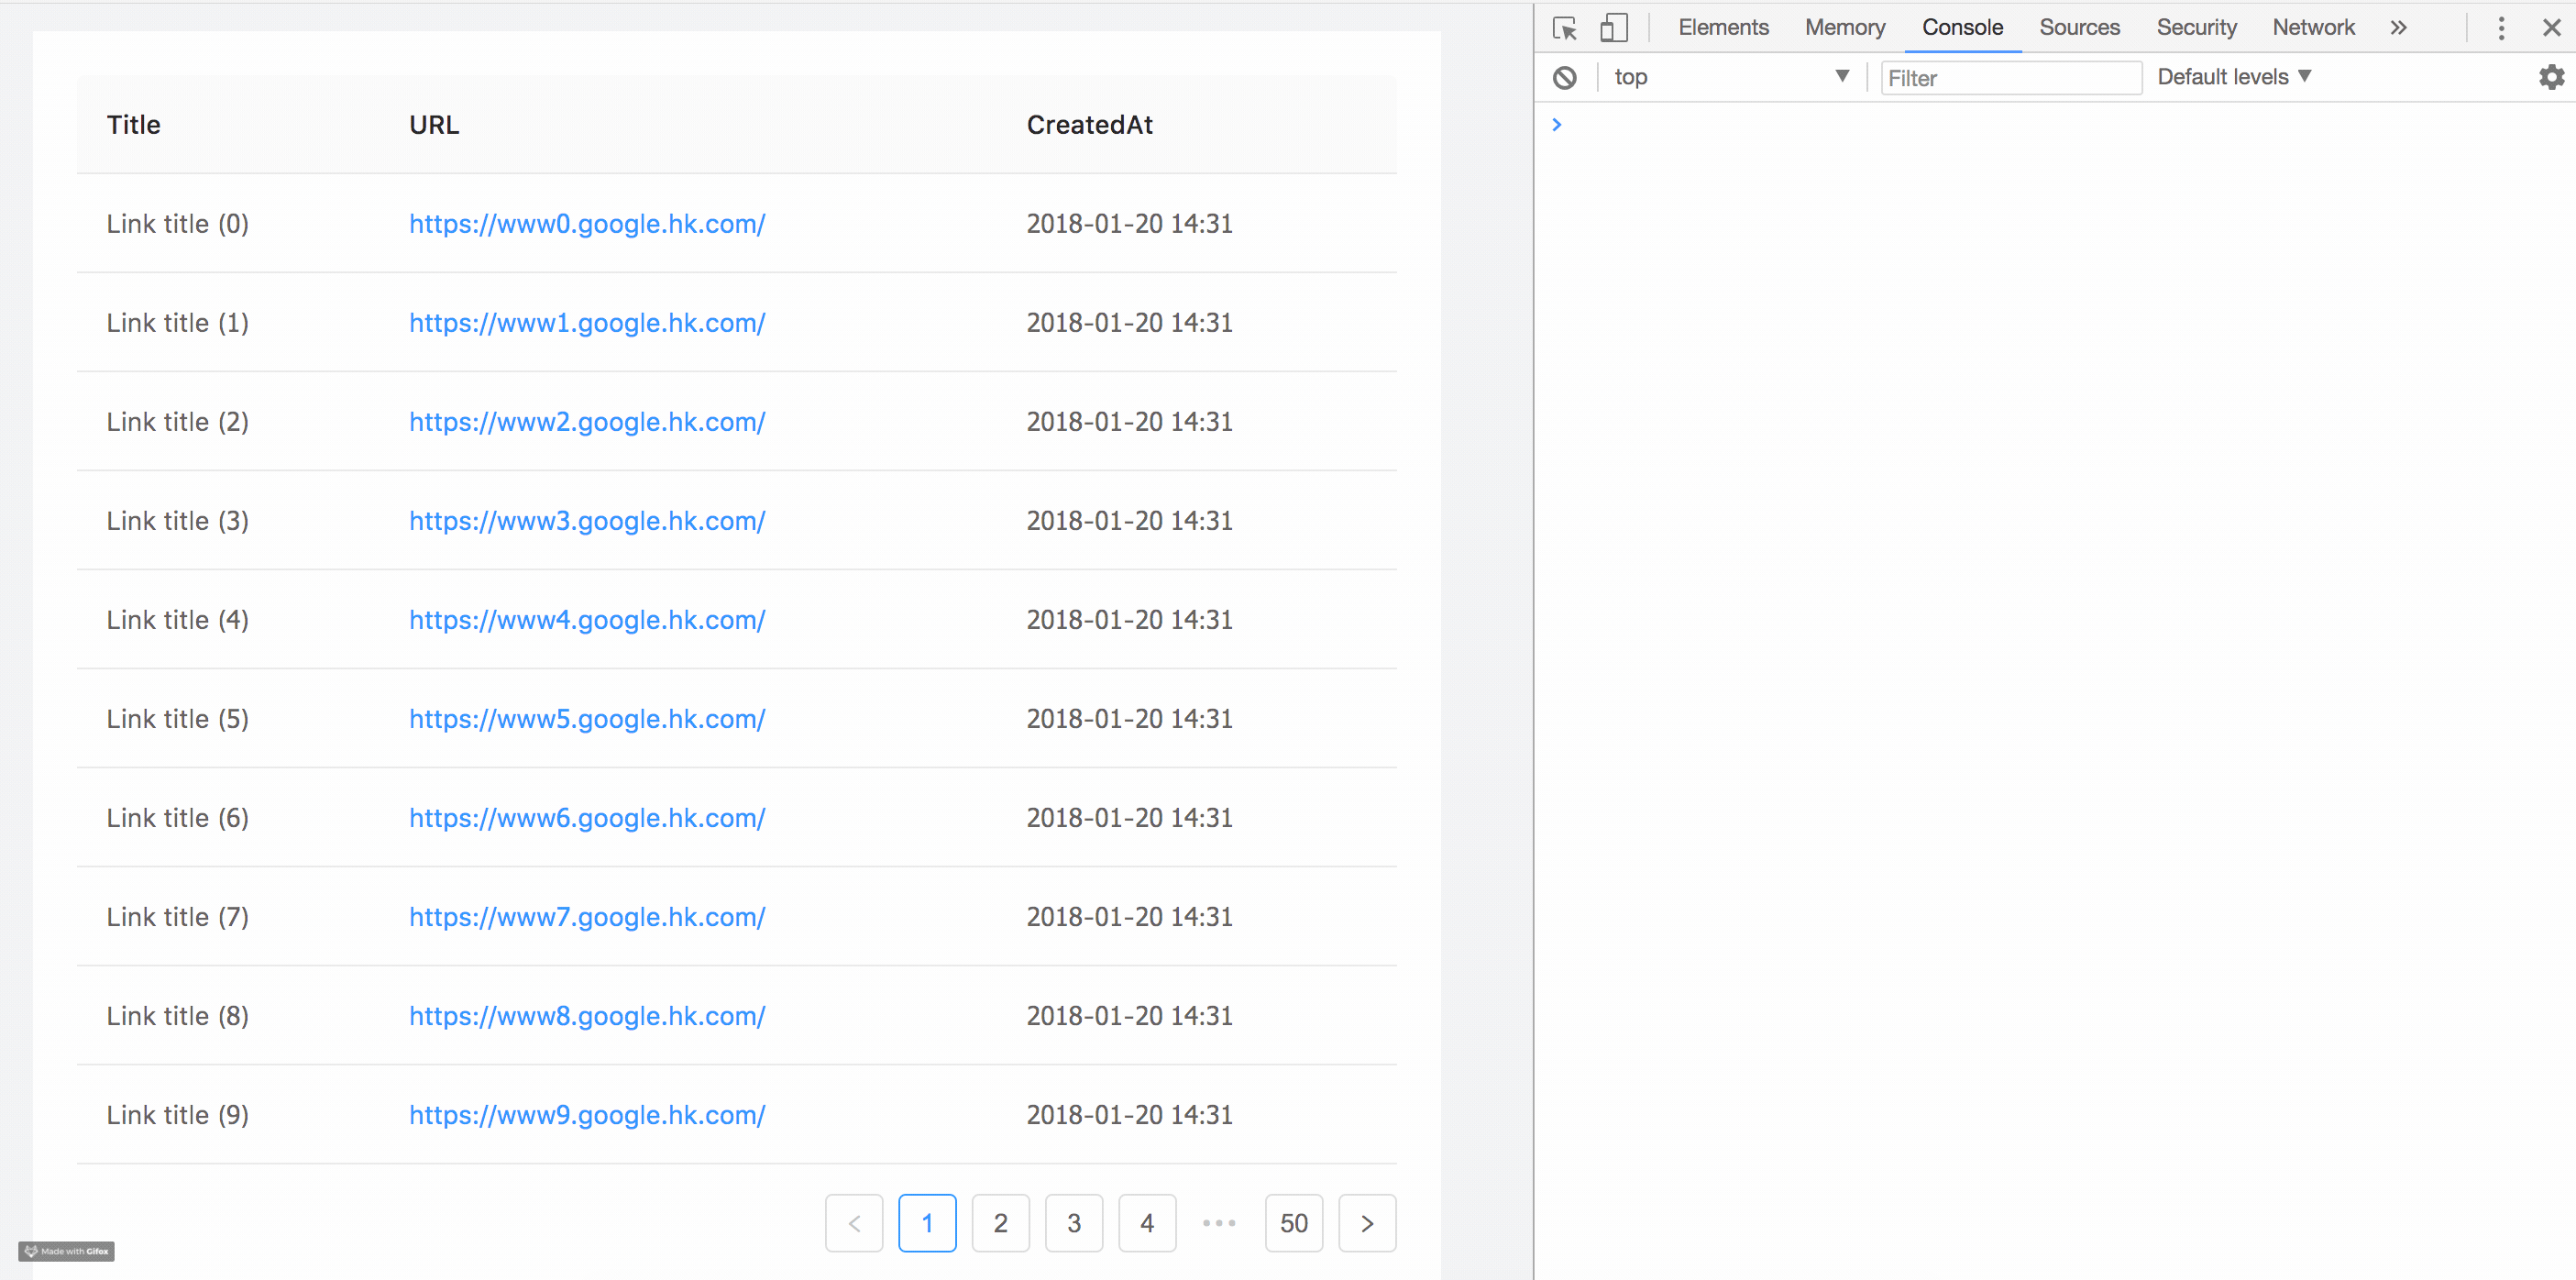 Title URL CreatedAt
Link title (0) https://www0.google.hk.com/ 2018-01-20 14:31
Link title (1) https://www1.google.hk.com/ 2018-01-20 14:31
Link title (2) https://www2.google.hk.com/ 2018-01-20 14:31
Link title (3) https://www3.google.hk.com/ 2018-01-20 14:31
Link title (4) https://www4.google.hk.com/ 2018-01-20 14:31
Link title (5) https://www5.google.hk.com/ 2018-01-20 14:31
Link title (6) https://www6.google.hk.com/ 2018-01-20 14:31
Link title (7) https://www7.google.hk.com/ 2018-01-20 14:31
Link title (8) https://www8.google.hk.com/ 2018-01-20 14:31
Link title (9) https://www9.google.hk.com/ 2018-01-20 14:31
< 1 2 3 4 ••• 50 >
Made with Gifox
Elements Memory Console Sources Security Network »
top Filter Default levels
>